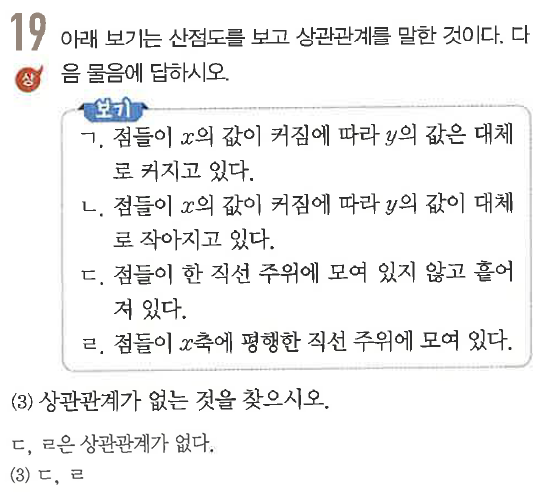 19 아래 보기는 산점도를 보고 상관관계를 말한 것이다. 다
상 음 물음에 답하시오.
보기
ㄱ. 점들이 x의 값이 커짐에 따라 y의 값은 대체
로 커지고 있다.
ㄴ. 점들이 x의 값이 커짐에 따라 y의 값이 대체
로 작아지고 있다.
ㄷ. 점들이 한 직선 주위에 모여 있지 않고 흩어
져 있다.
ㄹ. 점들이 x축에 평행한 직선 주위에 모여 있다.
(3) 상관관계가 없는 것을 찾으시오.
ㄷ, ㄹ은 상관관계가 없다.
(3) ㄷ, ㄹ